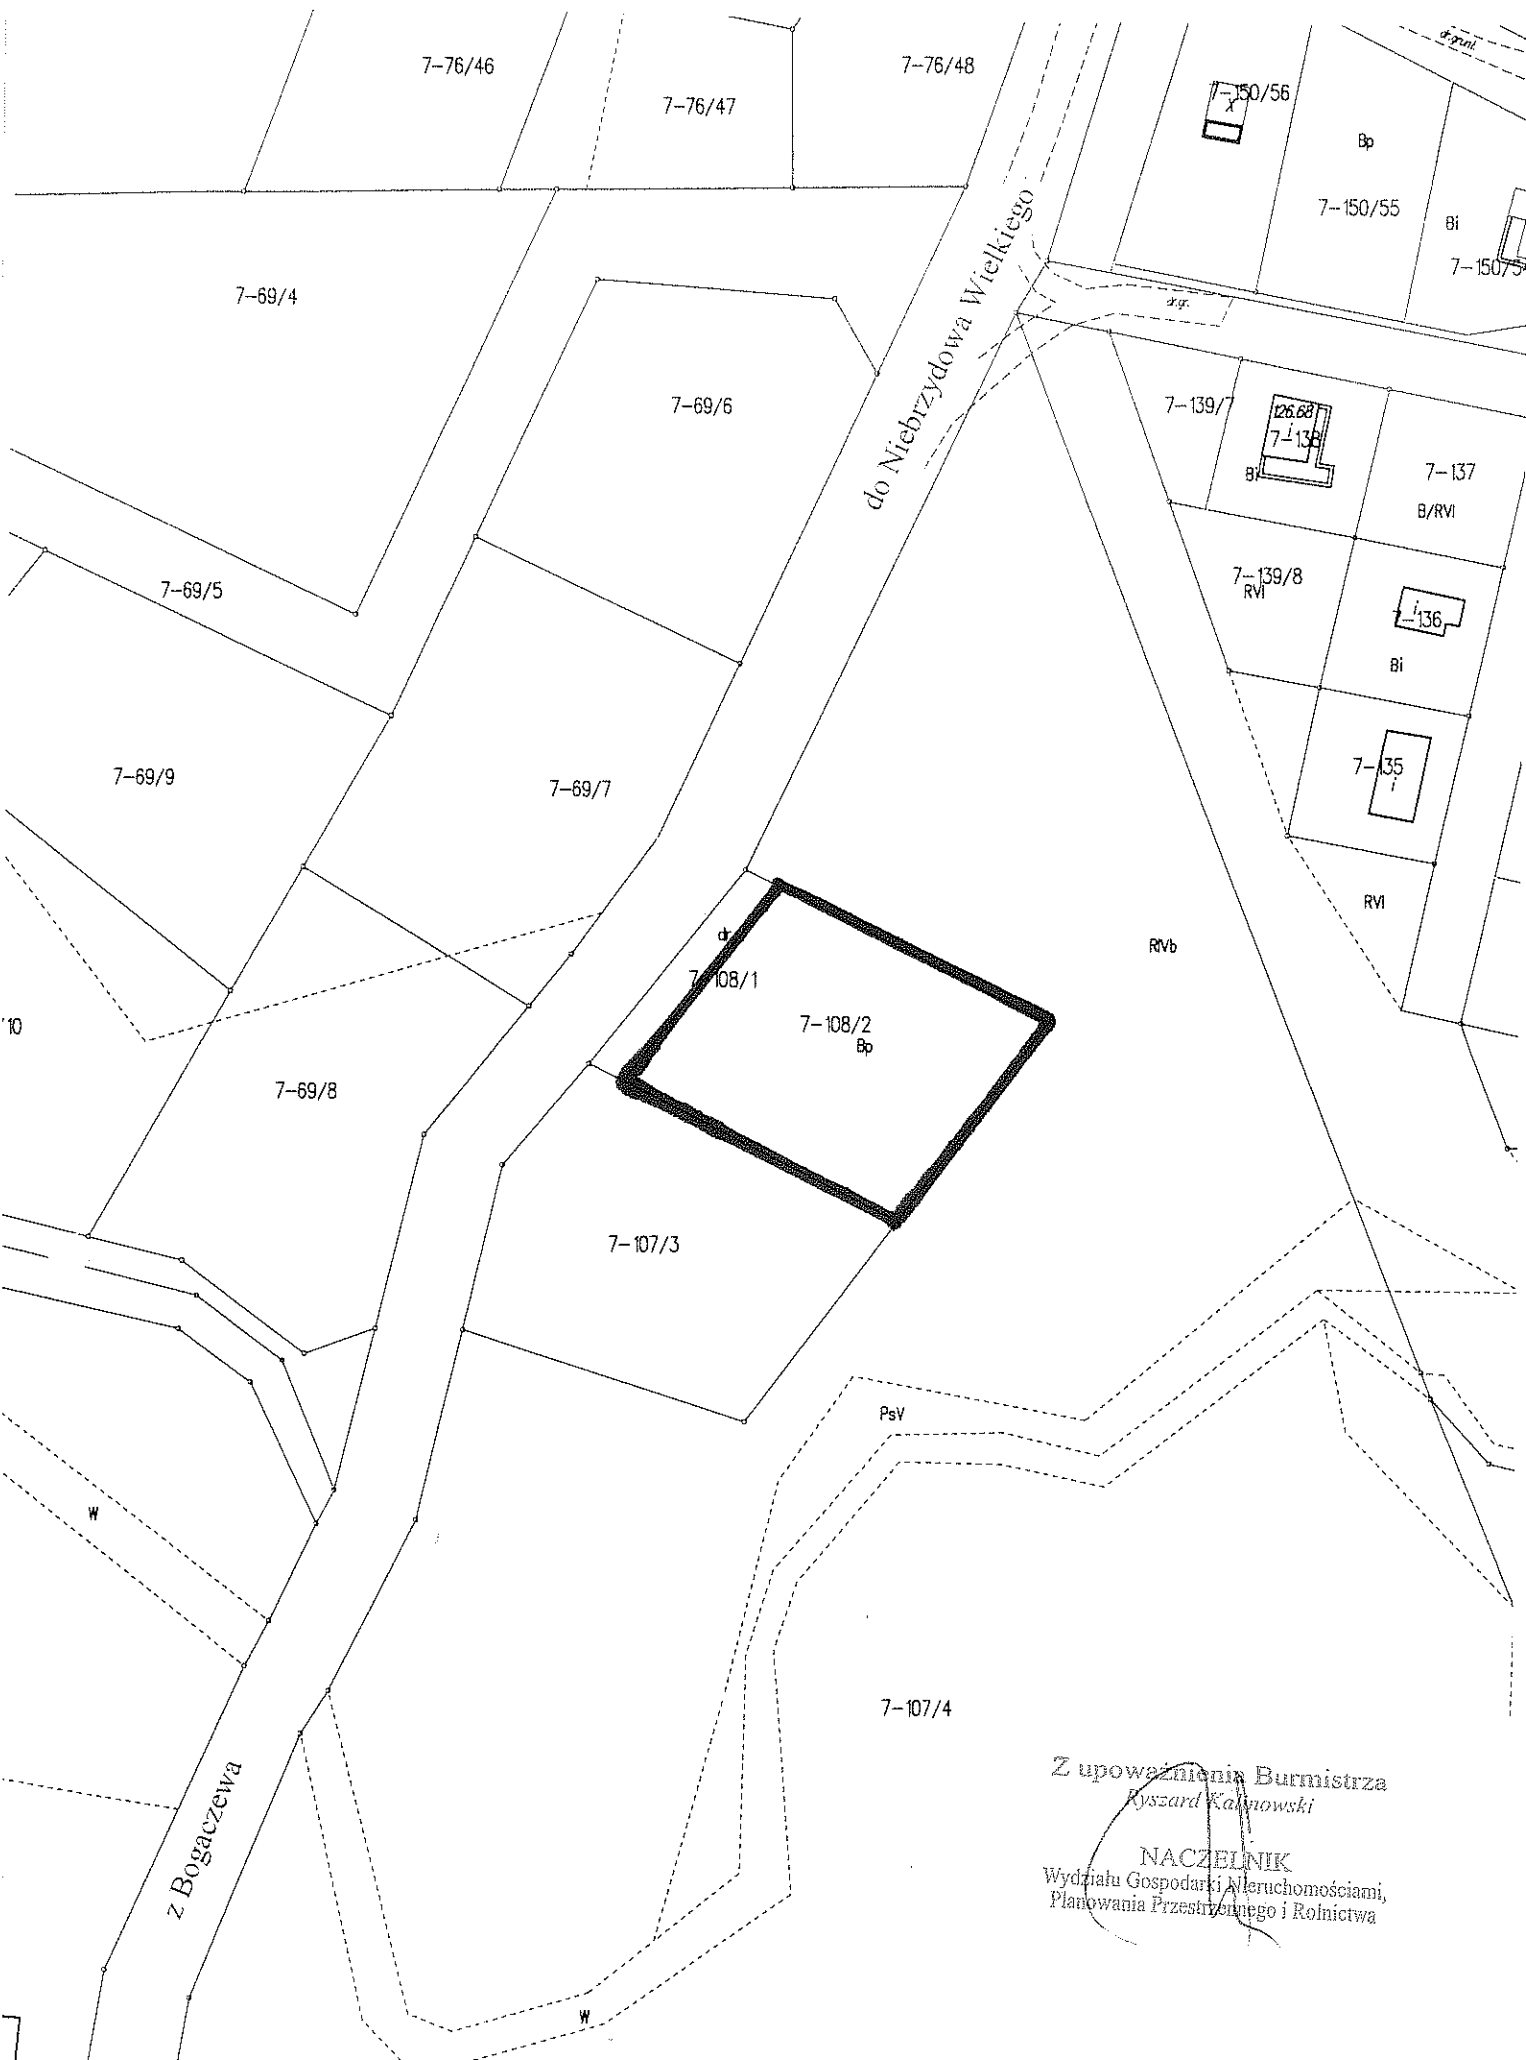 7-76/46
7-76/47
7-76/48
7-150/56
X
dr.grunt.
Bp
7-150/55
Bi
do Niebrzydowa Wielkiego
dr.gr.
7-69/4
7-69/6
7-139/7
126.68
i
7-138
Bi
7-137
B/RVI
7-69/5
7-139/8
RVI
i
7-136
Bi
7-69/9
7-69/7
7-135
i
RVI
dr
7-108/1
RIVb
7-108/2
Bp
10
7-69/8
7-107/3
PsV
W
7-107/4
z Bogaczewa
Z upoważnienia Burmistrza
Ryszard Kalinowski
NACZELNIK
Wydziału Gospodarki Nieruchomościami,
Planowania Przestrzennego i Rolnictwa
W